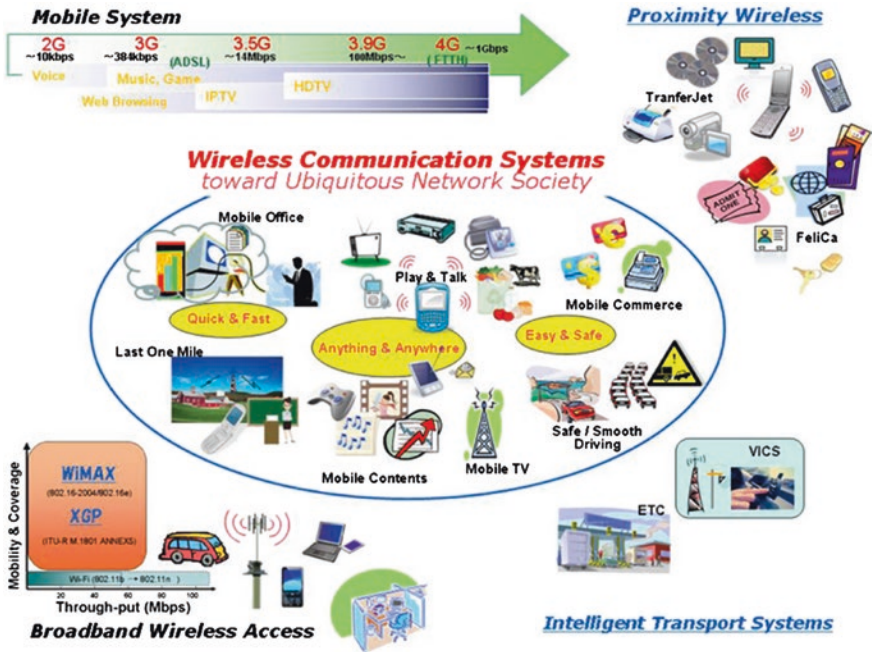 Mobile System
2G 3G 3.5G 3.9G 4G ~1Gbps
~10kbps ~384kbps (ADSL) ~14Mbps 100Mbps~ (FTTH)
Voice Music, Game HDTV
Web Browsing IPTV
Proximity Wireless
TranferJet
ADMIT ONE
FeliCa
Wireless Communication Systems
toward Ubiquitous Network Society
Mobile Office
Play & Talk
Mobile Commerce
Quick & Fast
Anything & Anywhere
Easy & Safe
Last One Mile
Mobile Contents
Mobile TV
Safe / Smooth
Driving
Mobility & Coverage
WiMAX
(802.16-2004/802.16e)
XGP
(ITU-R M.1801 ANNEX5)
Wi-Fi (802.11b → 802.11n )
20 40 60 80 100
Through-put (Mbps)
Broadband Wireless Access
VICS
ETC
Intelligent Transport Systems